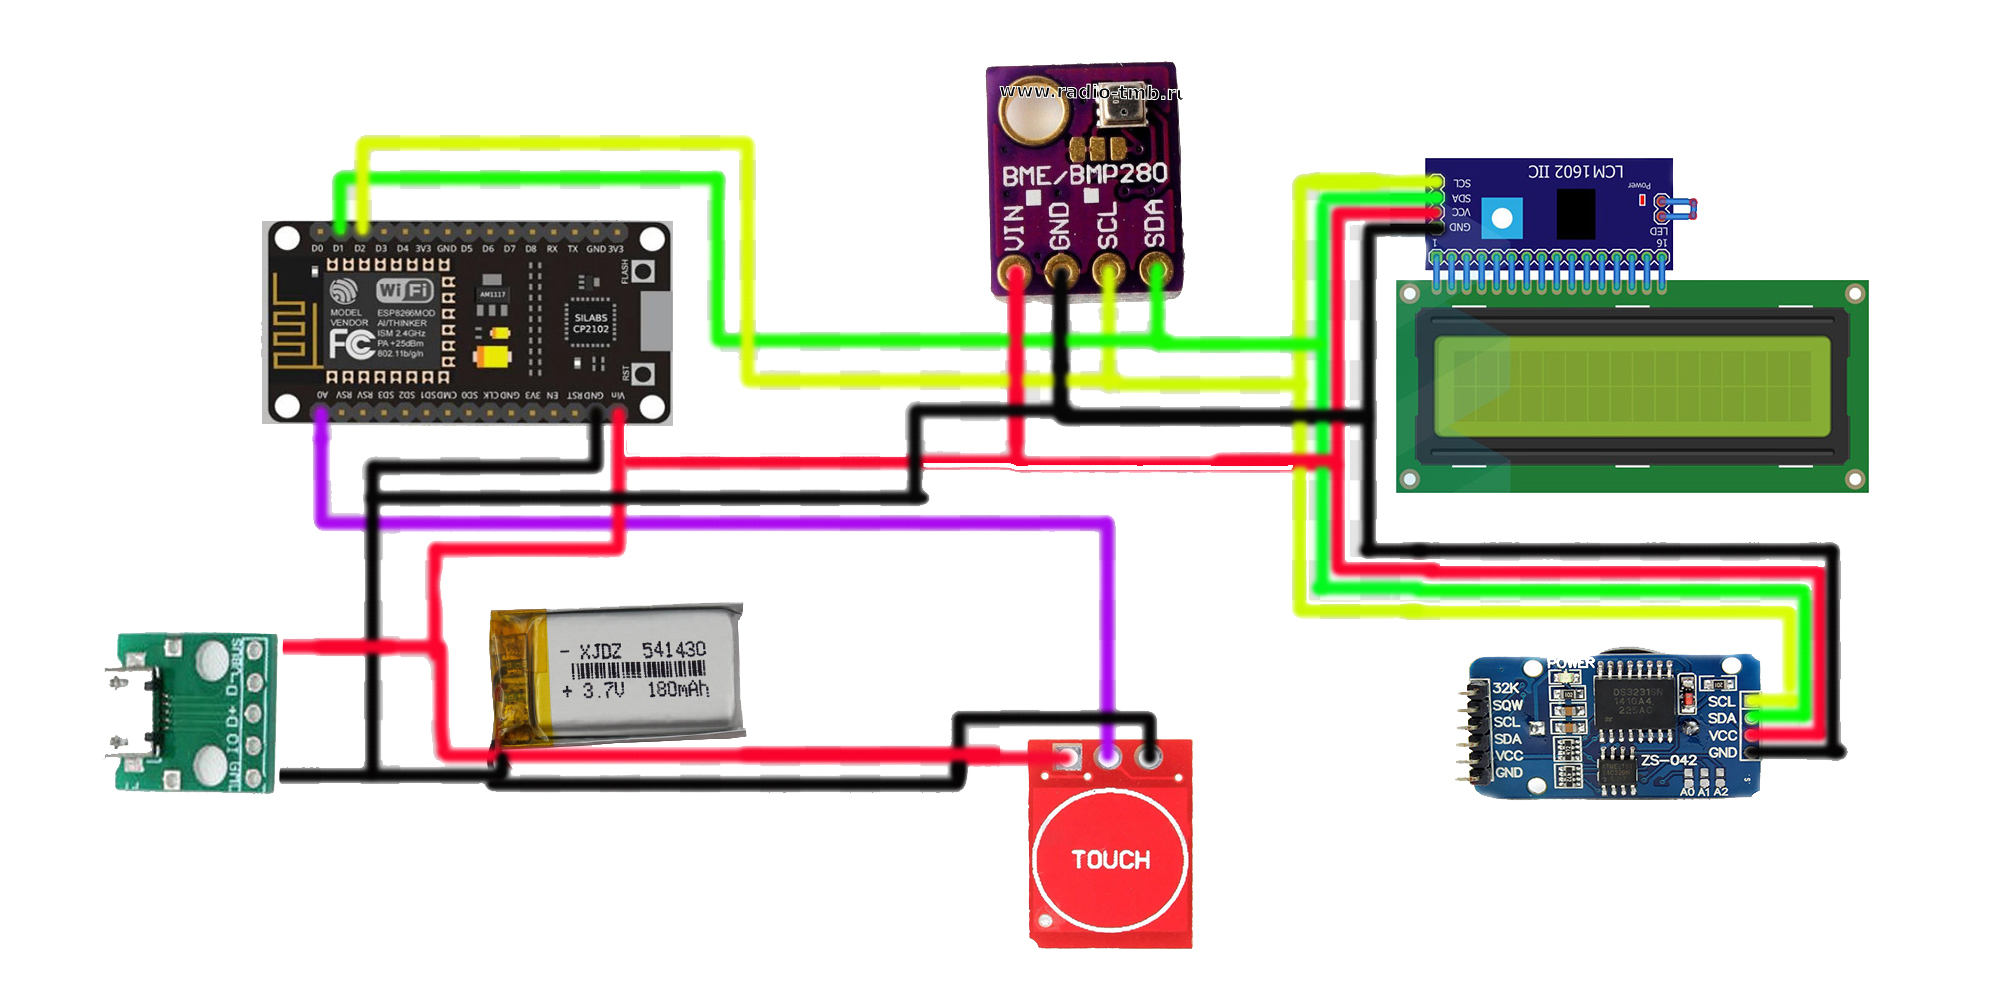 www.radio-tmb.ru
BME/BMP280
VIN
GND
SCL
SDA
LCM1602 IIC
SCL
SDA
VCC
GND
Power
LED
1
16
D0 D1 D2 D3 D4 3V3 GND D5 D6 D7 D8 RX TX GND 3V3
FLASH
WiFi
AM1117
MODEL
VENDOR
ESP8266MOD
AI/THINKER
ISM 2.4GHz
PA +25dBm
802.11b/g/n
FC
SILABS
CP2102
RST
A0 RSV RSV SD3 SD2 SD1 CMD SD0 CLK GND 3V3 EN RST GND Vin
VBUS
D-
D+
IO
GND
- XJDZ 541430
+ 3.7V 180mAh
TOUCH
POWER
32K
SQW
SCL
SDA
VCC
GND
DS3231SN
102
SCL
SDA
VCC
GND
ZS-042
A0 A1 A2